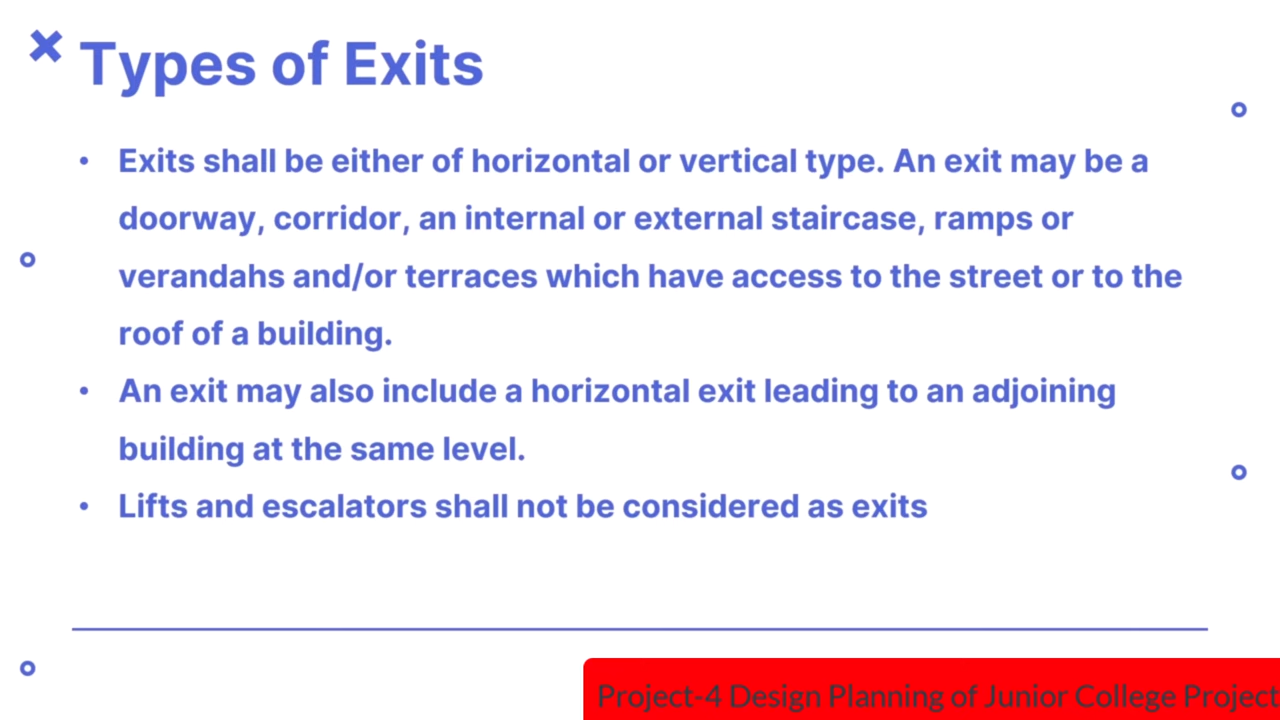 Types of Exits
• Exits shall be either of horizontal or vertical type. An exit may be a
doorway, corridor, an internal or external staircase, ramps or
verandahs and/or terraces which have access to the street or to the
roof of a building.
• An exit may also include a horizontal exit leading to an adjoining
building at the same level.
• Lifts and escalators shall not be considered as exits
Project-4 Design Planning of Junior College Project